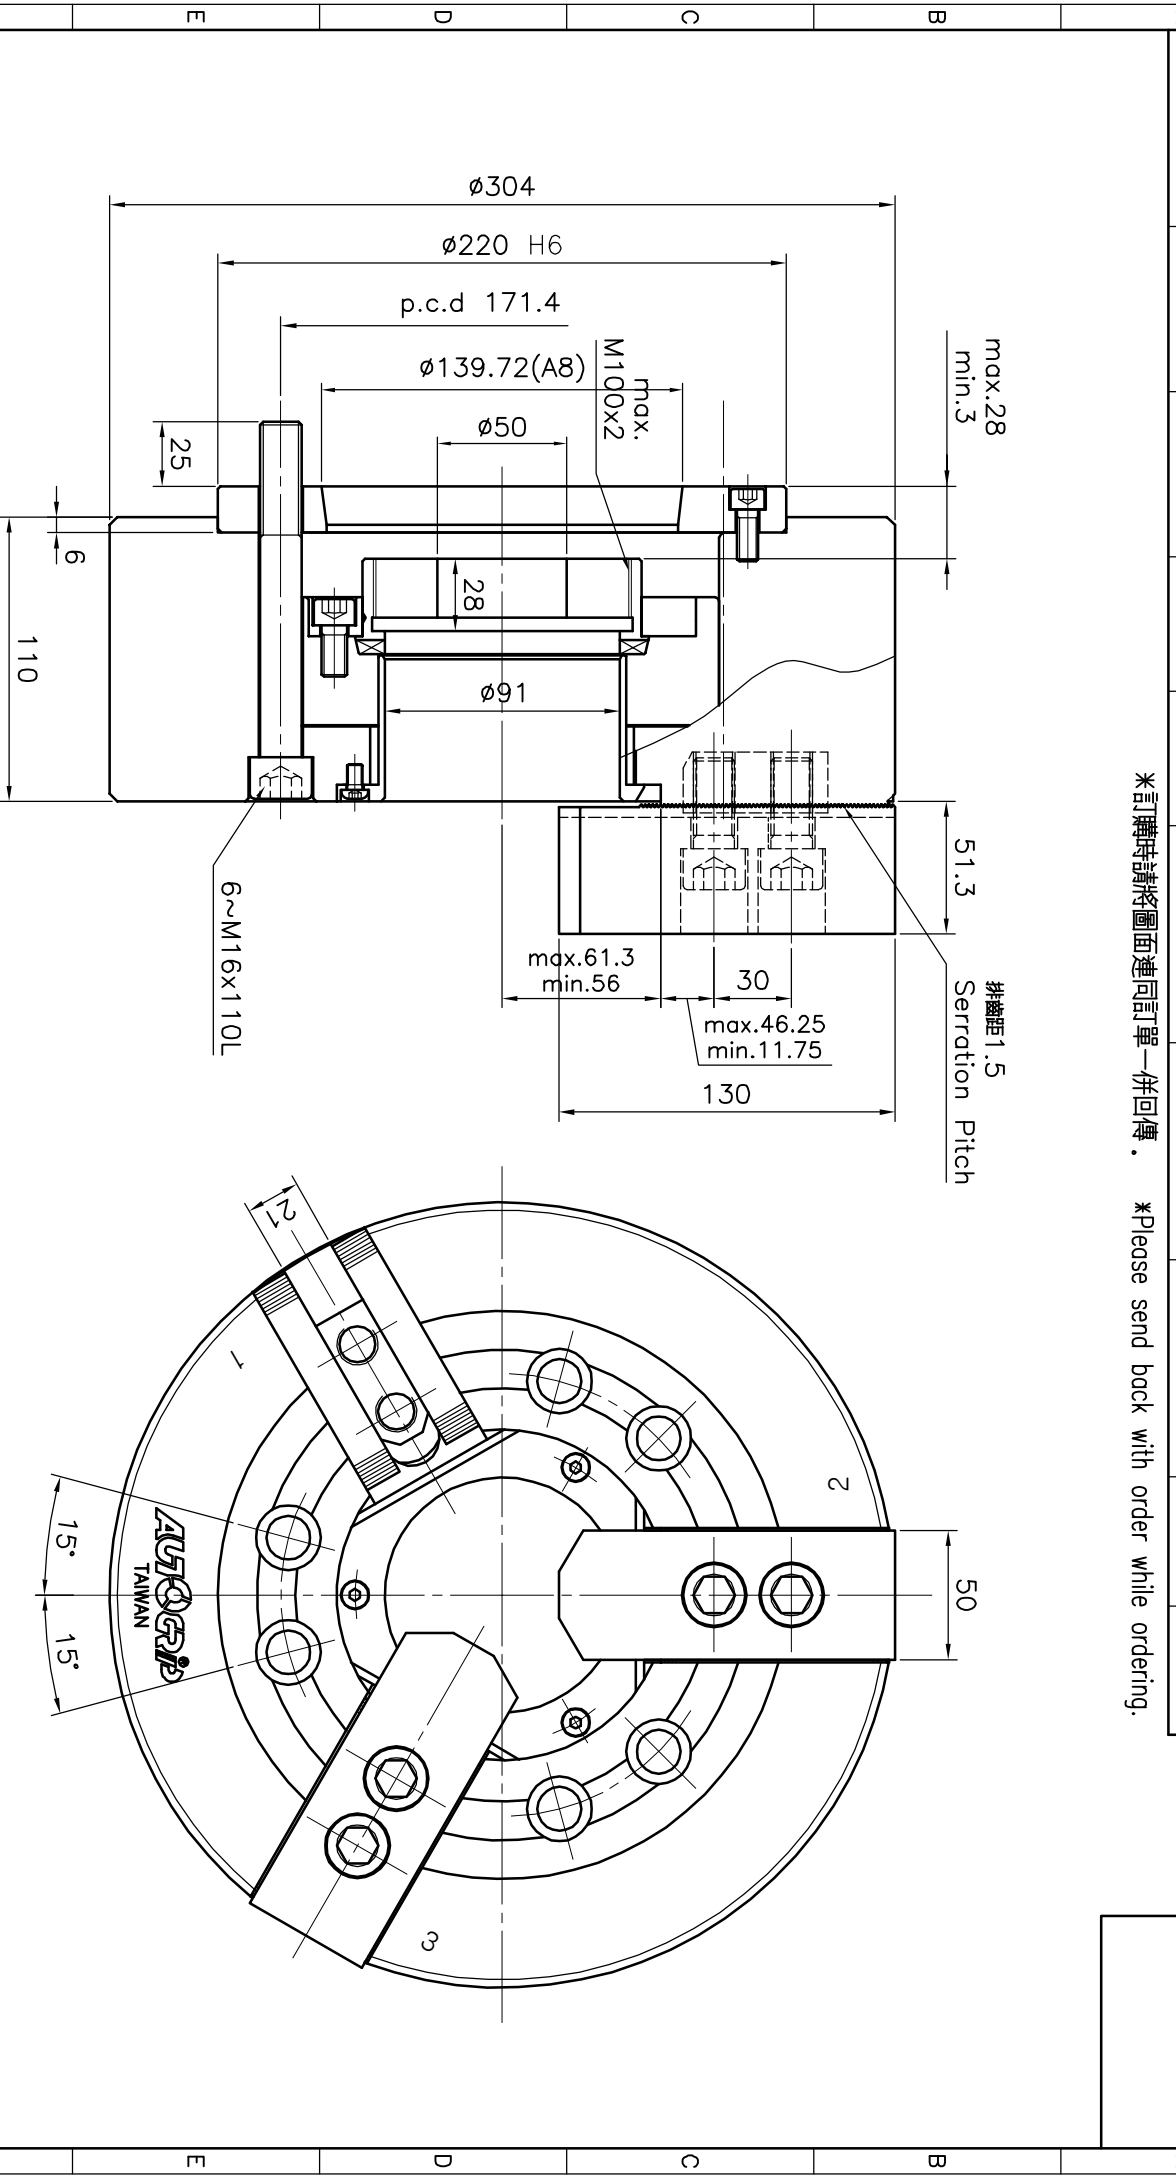 E
D
C
B
ø304
ø220 H6
p.c.d 171.4
ø139.72(A8)
ø50
max.
M100x2
max.28
min.3
25
6
110
28
ø91
51.3
max.61.3
min.56
30
max.46.25
min.11.75
130
6~M16x110L
排齒距1.5
Serration Pitch
※訂購時請將圖面連同訂單一併回傳.
*Please send back with order while ordering.
21
1
2
3
50
15°
15°
AUTOGRIP®
TAIWAN
E
D
C
B